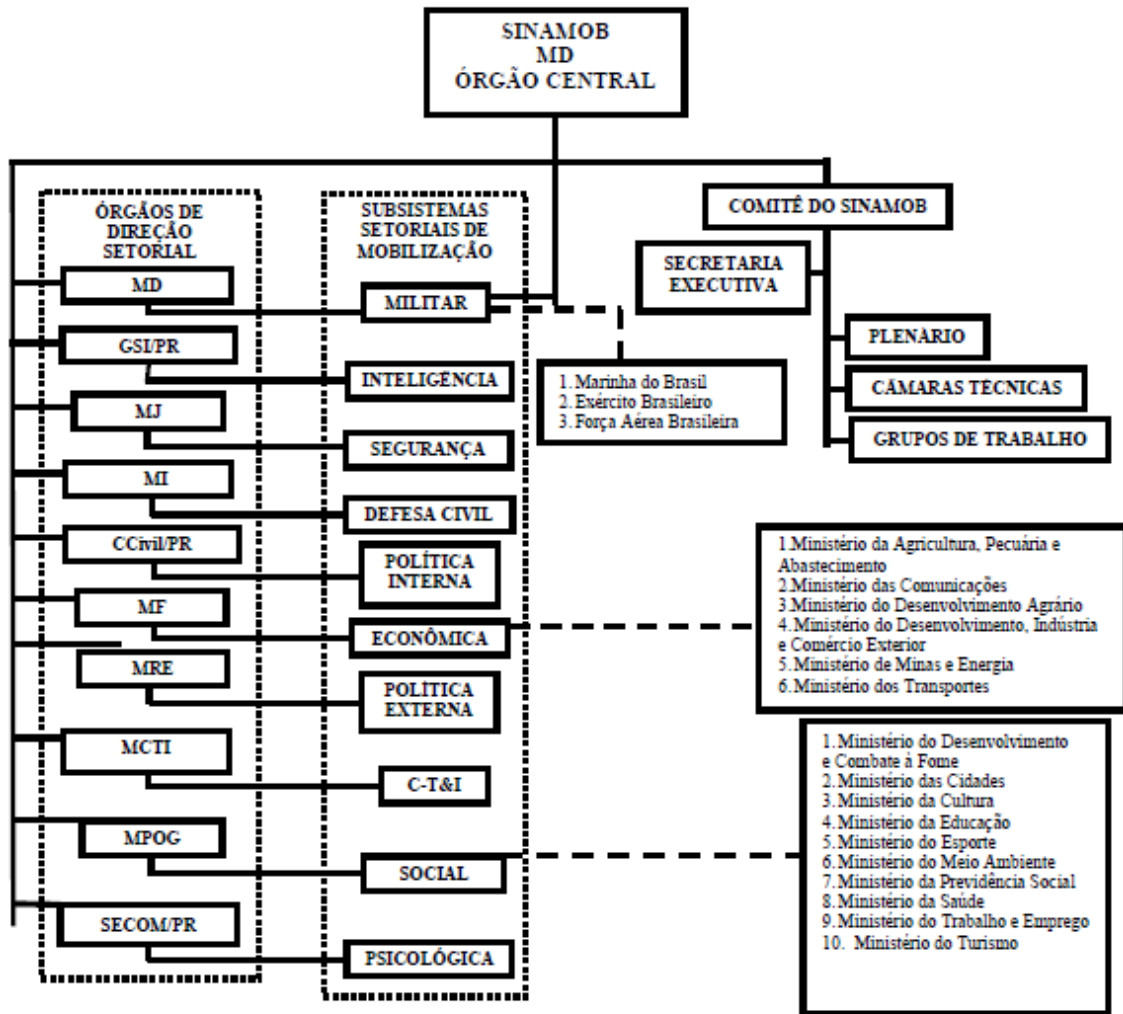 SINAMOB
MD
ÓRGÃO CENTRAL
ÓRGÃOS DE
DIREÇÃO
SETORIAL
MD
GSI/PR
MJ
MI
CCivil/PR
MF
MRE
MCTI
MPOG
SECOM/PR
SUBSISTEMAS
SETORIAIS DE
MOBILIZAÇÃO
MILITAR
INTELIGÊNCIA
SEGURANÇA
DEFESA CIVIL
POLÍTICA
INTERNA
ECONÔMICA
POLÍTICA
EXTERNA
C-T&I
SOCIAL
PSICOLÓGICA
COMITÊ DO SINAMOB
SECRETARIA
EXECUTIVA
PLENÁRIO
CÂMARAS TÉCNICAS
GRUPOS DE TRABALHO
1. Marinha do Brasil
2. Exército Brasileiro
3. Força Aérea Brasileira
1.Ministério da Agricultura, Pecuária e
Abastecimento
2.Ministério das Comunicações
3.Ministério do Desenvolvimento Agrário
4.Ministério do Desenvolvimento, Indústria
e Comércio Exterior
5.Ministério de Minas e Energia
6.Ministério dos Transportes
1. Ministério do Desenvolvimento
e Combate à Fome
2. Ministério das Cidades
3. Ministério da Cultura
4. Ministério da Educação
5. Ministério do Esporte
6. Ministério do Meio Ambiente
7. Ministério da Previdência Social
8. Ministério da Saúde
9. Ministério do Trabalho e Emprego
10. Ministério do Turismo